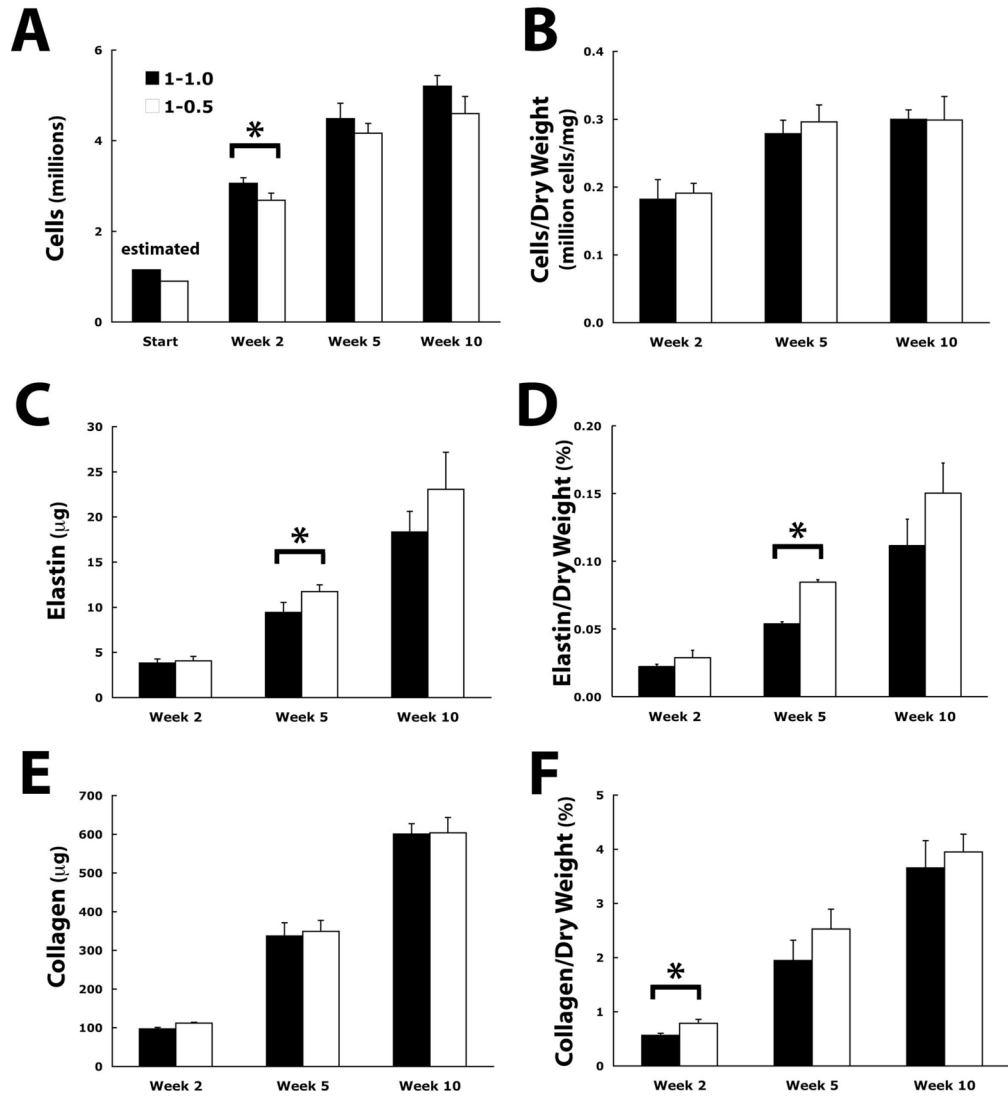 A
Cells (millions)
6
4
2
0
1-1.0
1-0.5
*
estimated
Start Week 2 Week 5 Week 10
B
Cells/Dry Weight
(million cells/mg)
0.4
0.3
0.2
0.1
0.0
Week 2 Week 5 Week 10
C
Elastin (µg)
30
25
20
15
10
5
0
*
Week 2 Week 5 Week 10
D
Elastin/Dry Weight (%)
0.20
0.15
0.10
0.05
0.00
*
Week 2 Week 5 Week 10
E
Collagen (µg)
700
600
500
400
300
200
100
0
Week 2 Week 5 Week 10
F
Collagen/Dry Weight (%)
5
4
3
2
1
0
*
Week 2 Week 5 Week 10